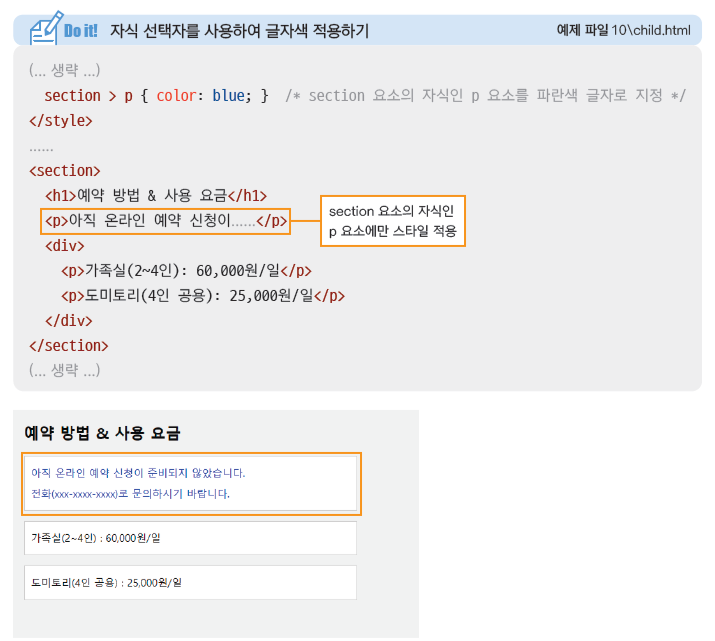 Do it! 자식 선택자를 사용하여 글자색 적용하기 예제 파일 10\child.html
(... 생략 ...)
section > p { color: blue; } /* section 요소의 자식인 p 요소를 파란색 글자로 지정 */
</style>
......
<section>
<h1>예약 방법 & 사용 요금</h1>
<p>아직 온라인 예약 신청이......</p>
section 요소의 자식인
p 요소에만 스타일 적용
<div>
<p>가족실(2~4인): 60,000원/일</p>
<p>도미토리(4인 공용): 25,000원/일</p>
</div>
</section>
(... 생략 ...)
예약 방법 & 사용 요금
아직 온라인 예약 신청이 준비되지 않았습니다.
전화(xxx-xxxx-xxxx)로 문의하시기 바랍니다.
가족실(2~4인) : 60,000원/일
도미토리(4인 공용) : 25,000원/일